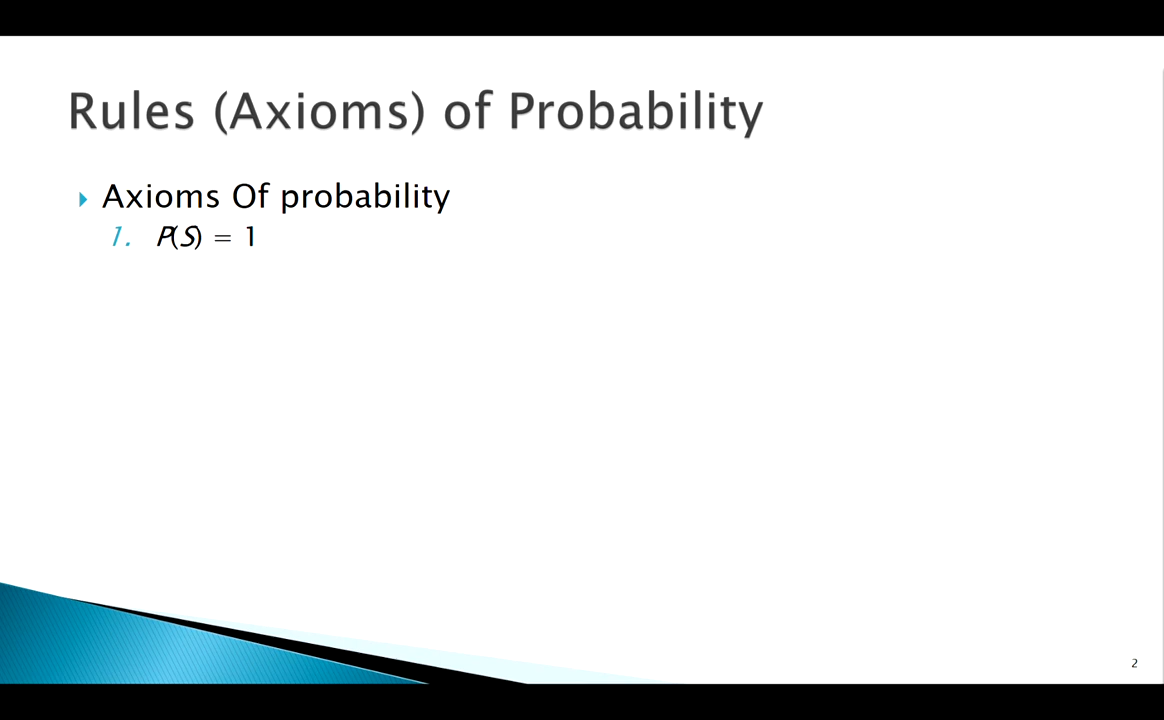 Rules (Axioms) of Probability
Axioms Of probability
1. P(S) = 1
2